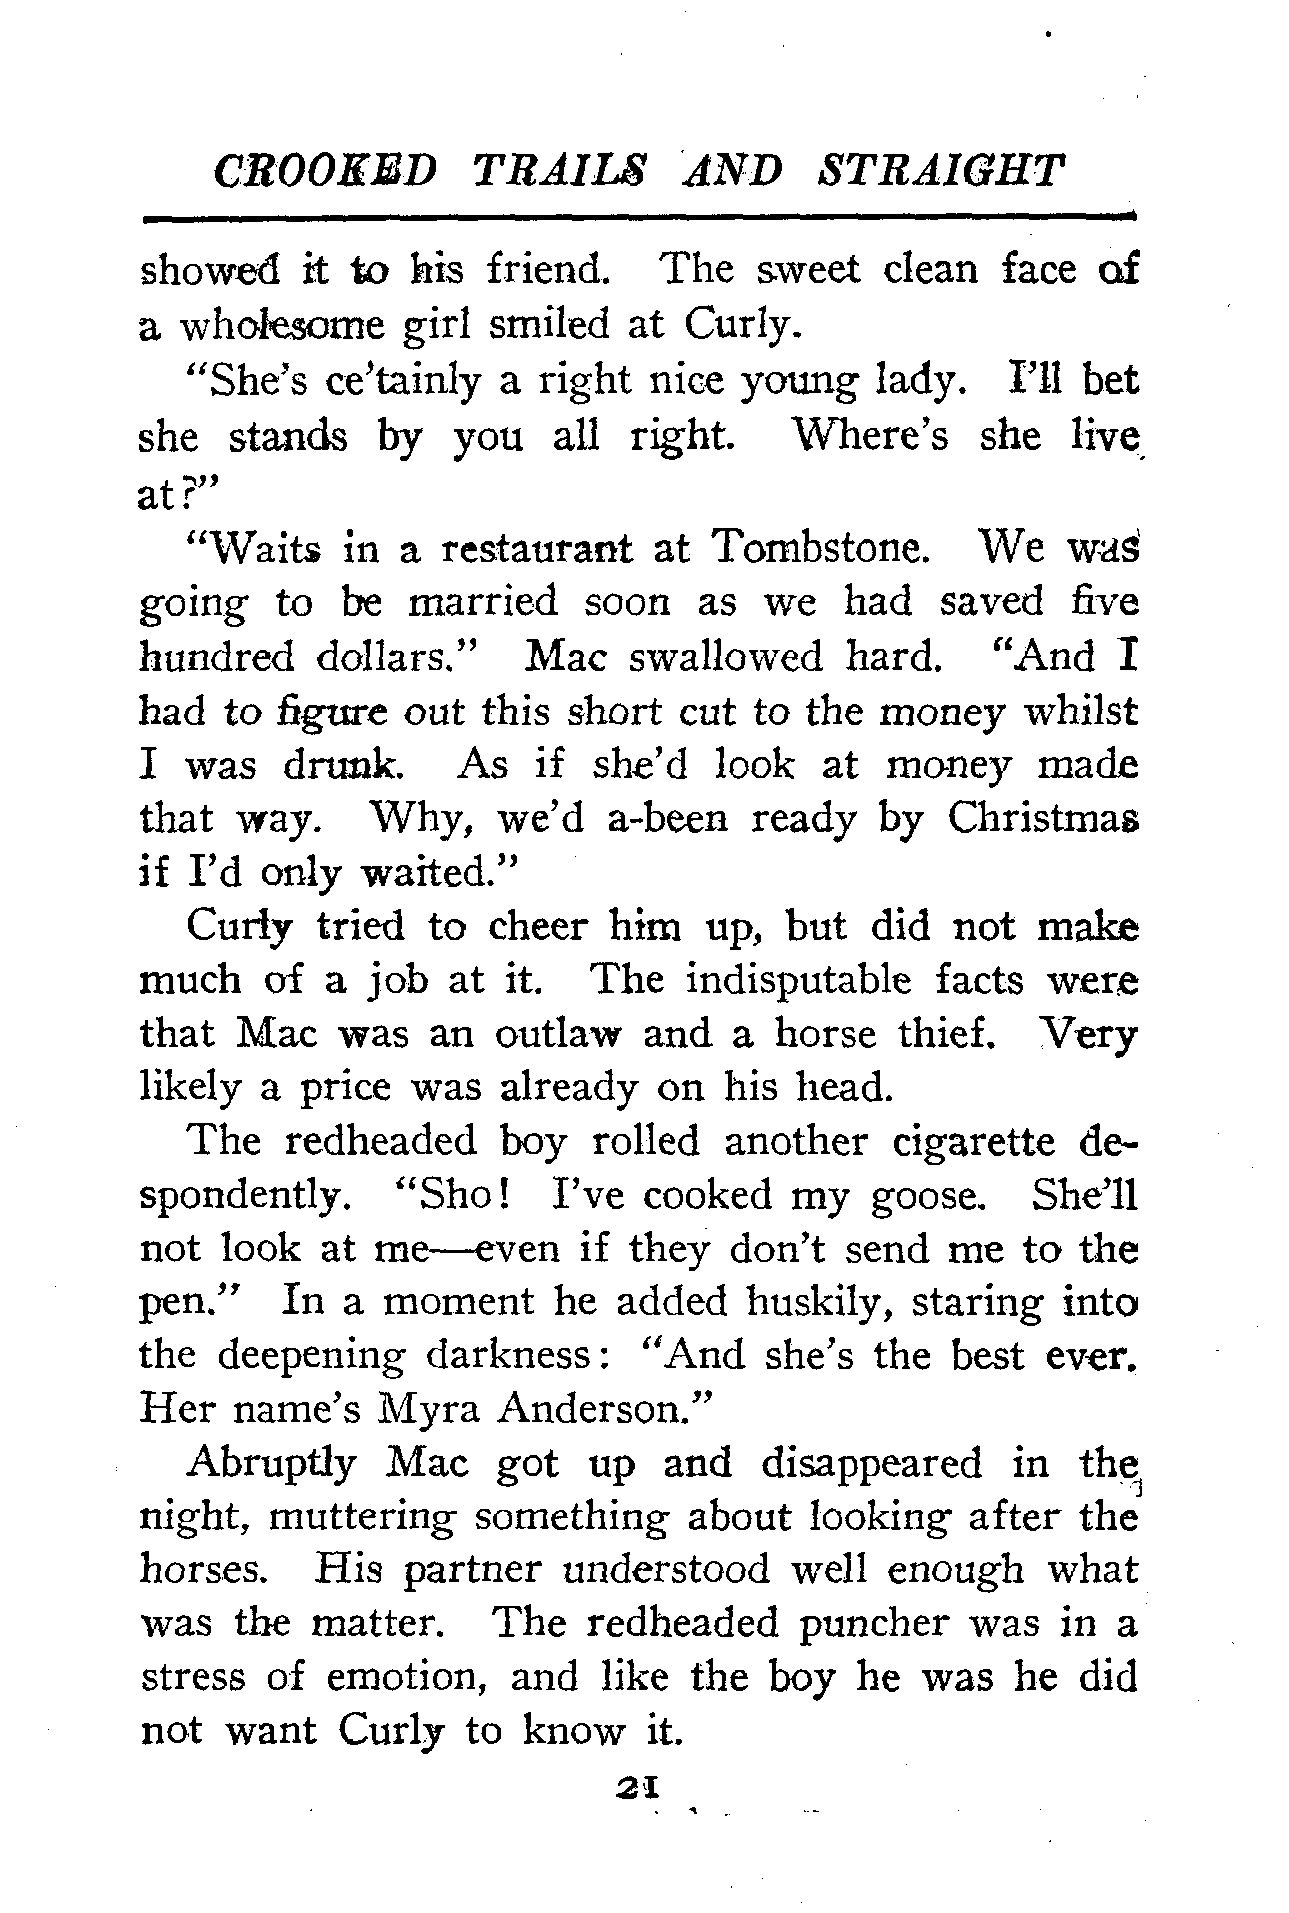 CROOKED TRAILS AND STRAIGHT
showed it to his friend. The sweet clean face of
a wholesome girl smiled at Curly.
"She's ce'tainly a right nice young lady. I'll bet
she stands by you all right. Where's she live
at?"
"Waits in a restaurant at Tombstone. We was
going to be married soon as we had saved five
hundred dollars." Mac swallowed hard. "And I
had to figure out this short cut to the money whilst
I was drunk. As if she'd look at money made
that way. Why, we'd a-been ready by Christmas
if I'd only waited."
Curly tried to cheer him up, but did not make
much of a job at it. The indisputable facts were
that Mac was an outlaw and a horse thief. Very
likely a price was already on his head.
The redheaded boy rolled another cigarette de-
spondently. "Sho! I've cooked my goose. She'll
not look at me—even if they don't send me to the
pen." In a moment he added huskily, staring into
the deepening darkness: "And she's the best ever.
Her name's Myra Anderson."
Abruptly Mac got up and disappeared in the
night, muttering something about looking after the
horses. His partner understood well enough what
was the matter. The redheaded puncher was in a
stress of emotion, and like the boy he was he did
not want Curly to know it.
21